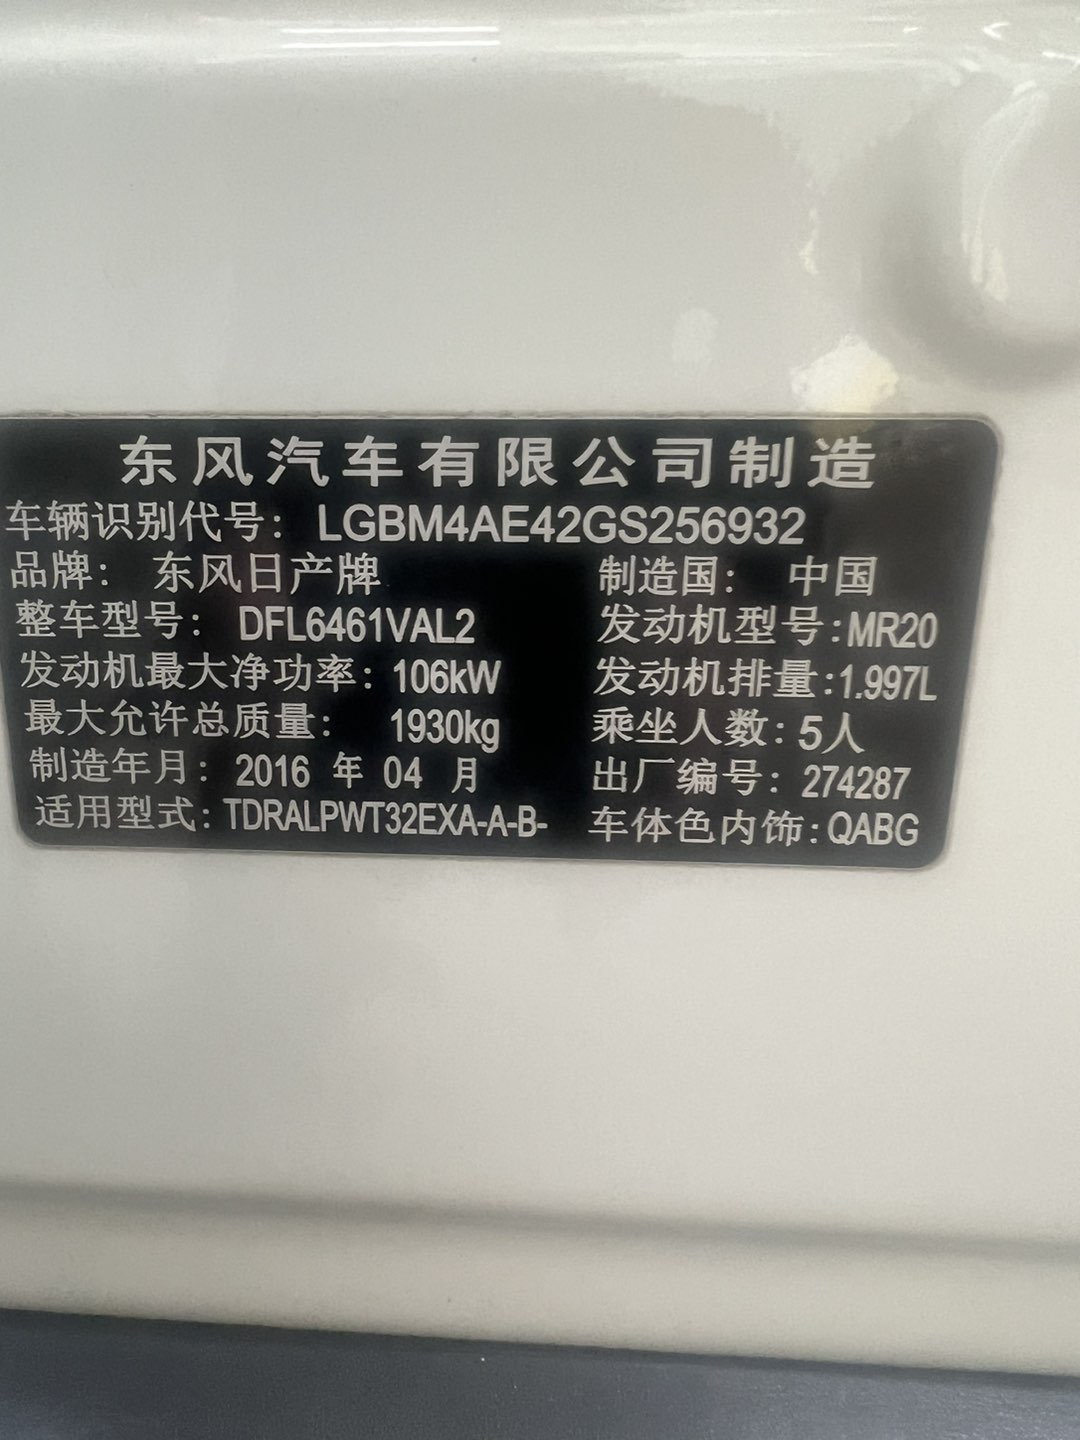 东风汽车有限公司制造
车辆识别代号: LGBM4AE42GS256932
品牌: 东风日产牌 制造国: 中国
整车型号: DFL6461VAL2 发动机型号:MR20
发动机最大净功率: 106kW 发动机排量:1.997L
最大允许总质量: 1930kg 乘坐人数:5人
制造年月: 2016 年 04 月 出厂编号: 274287
适用型式: TDRALPWT32EXA-A-B- 车体色内饰:QABG